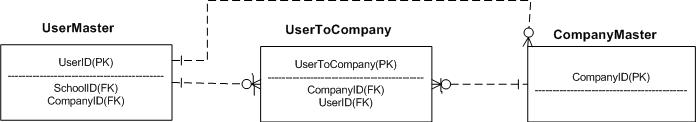 UserMaster
UserID(PK)
SchoolID(FK)
CompanyID(FK)
UserToCompany
UserToCompany(PK)
CompanyID(FK)
UserID(FK)
CompanyMaster
CompanyID(PK)